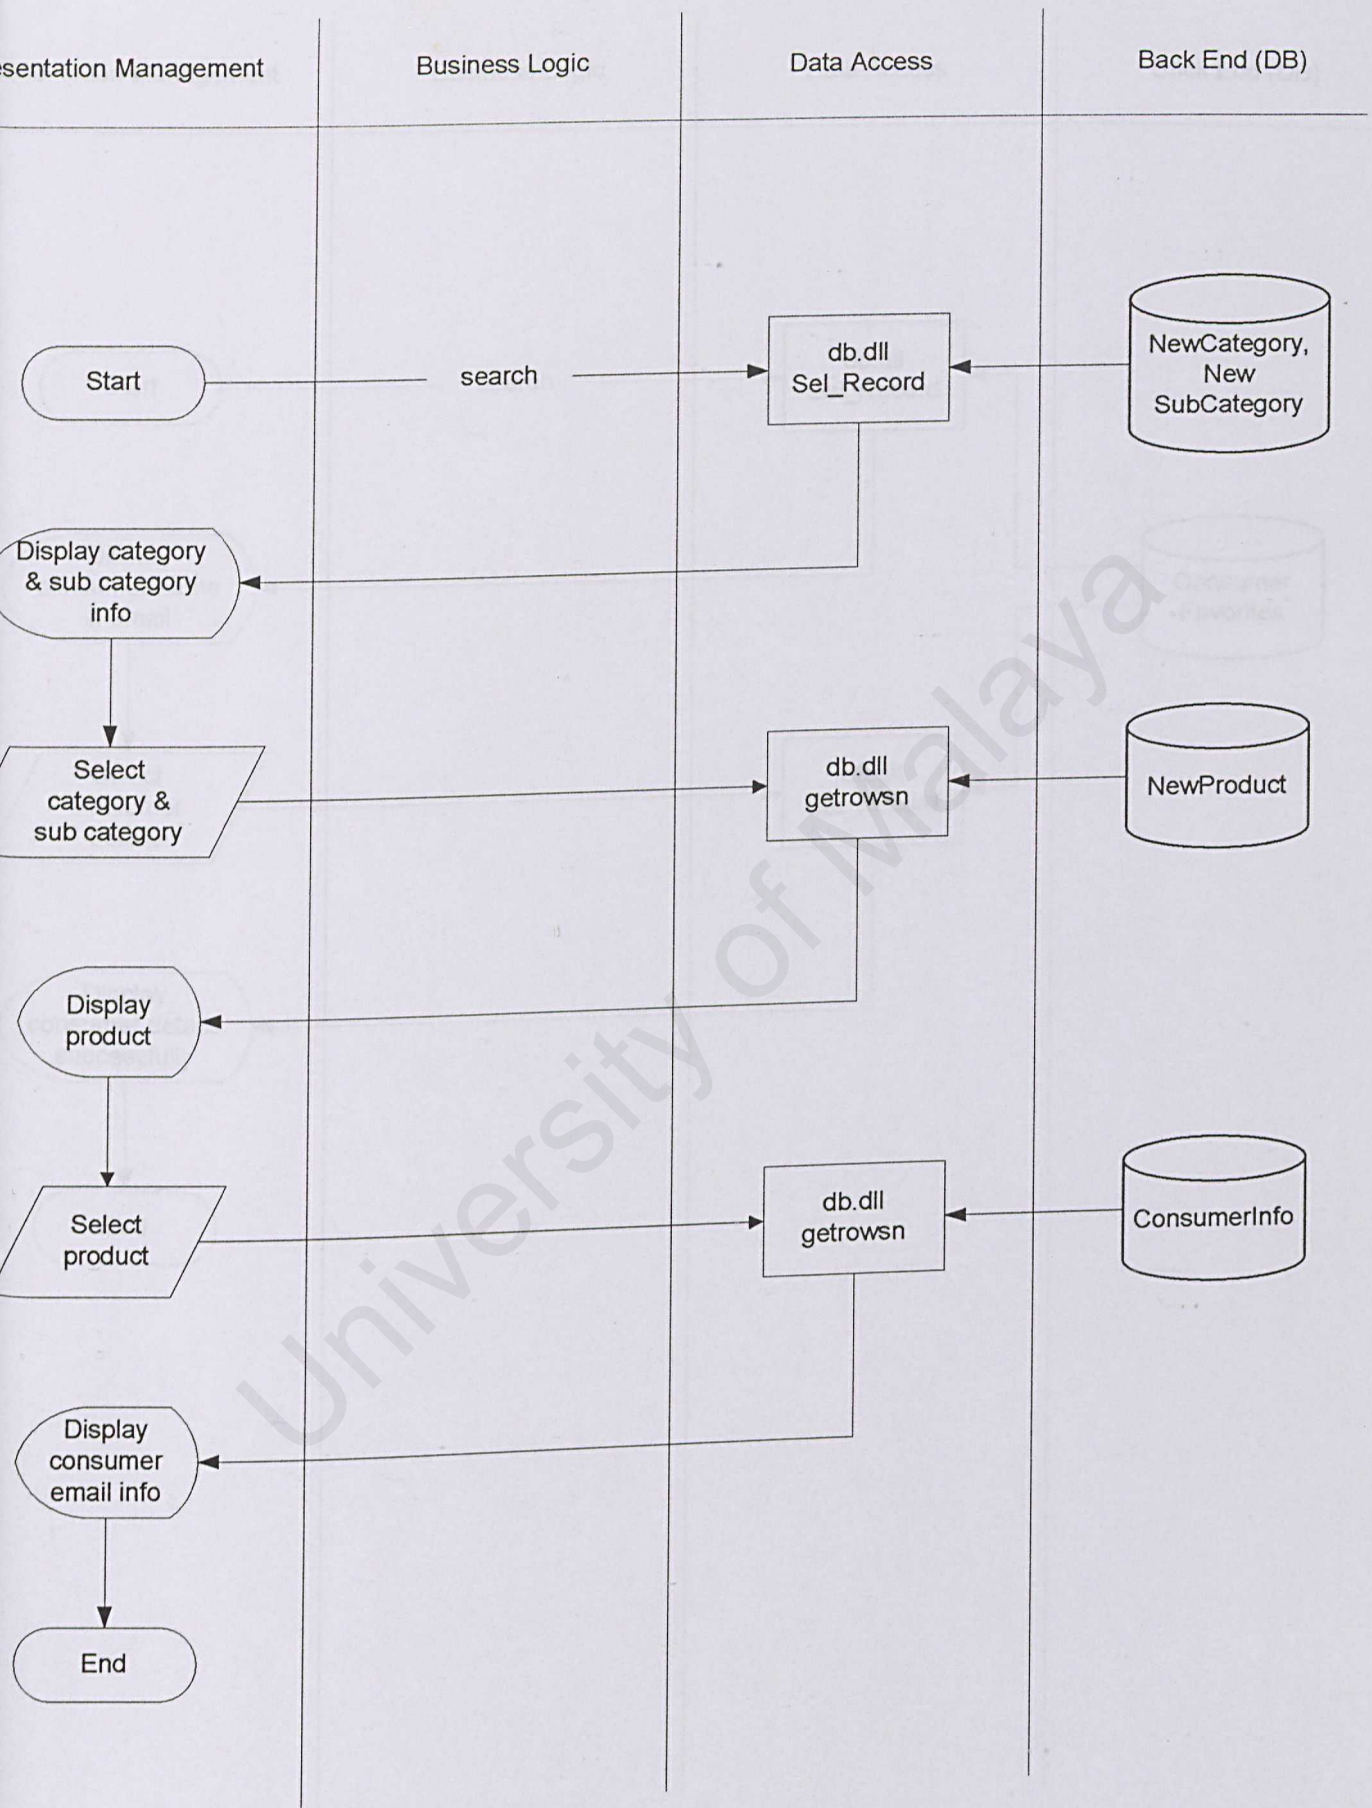 esentation Management
Business Logic
Data Access
Back End (DB)
Start
search
db.dll
Sel_Record
NewCategory,
New
SubCategory
Display category
& sub category
info
Select
category &
sub category
db.dll
getrowsn
NewProduct
Display
product
Select
product
db.dll
getrowsn
ConsumerInfo
Display
consumer
email info
End
University of Malaya